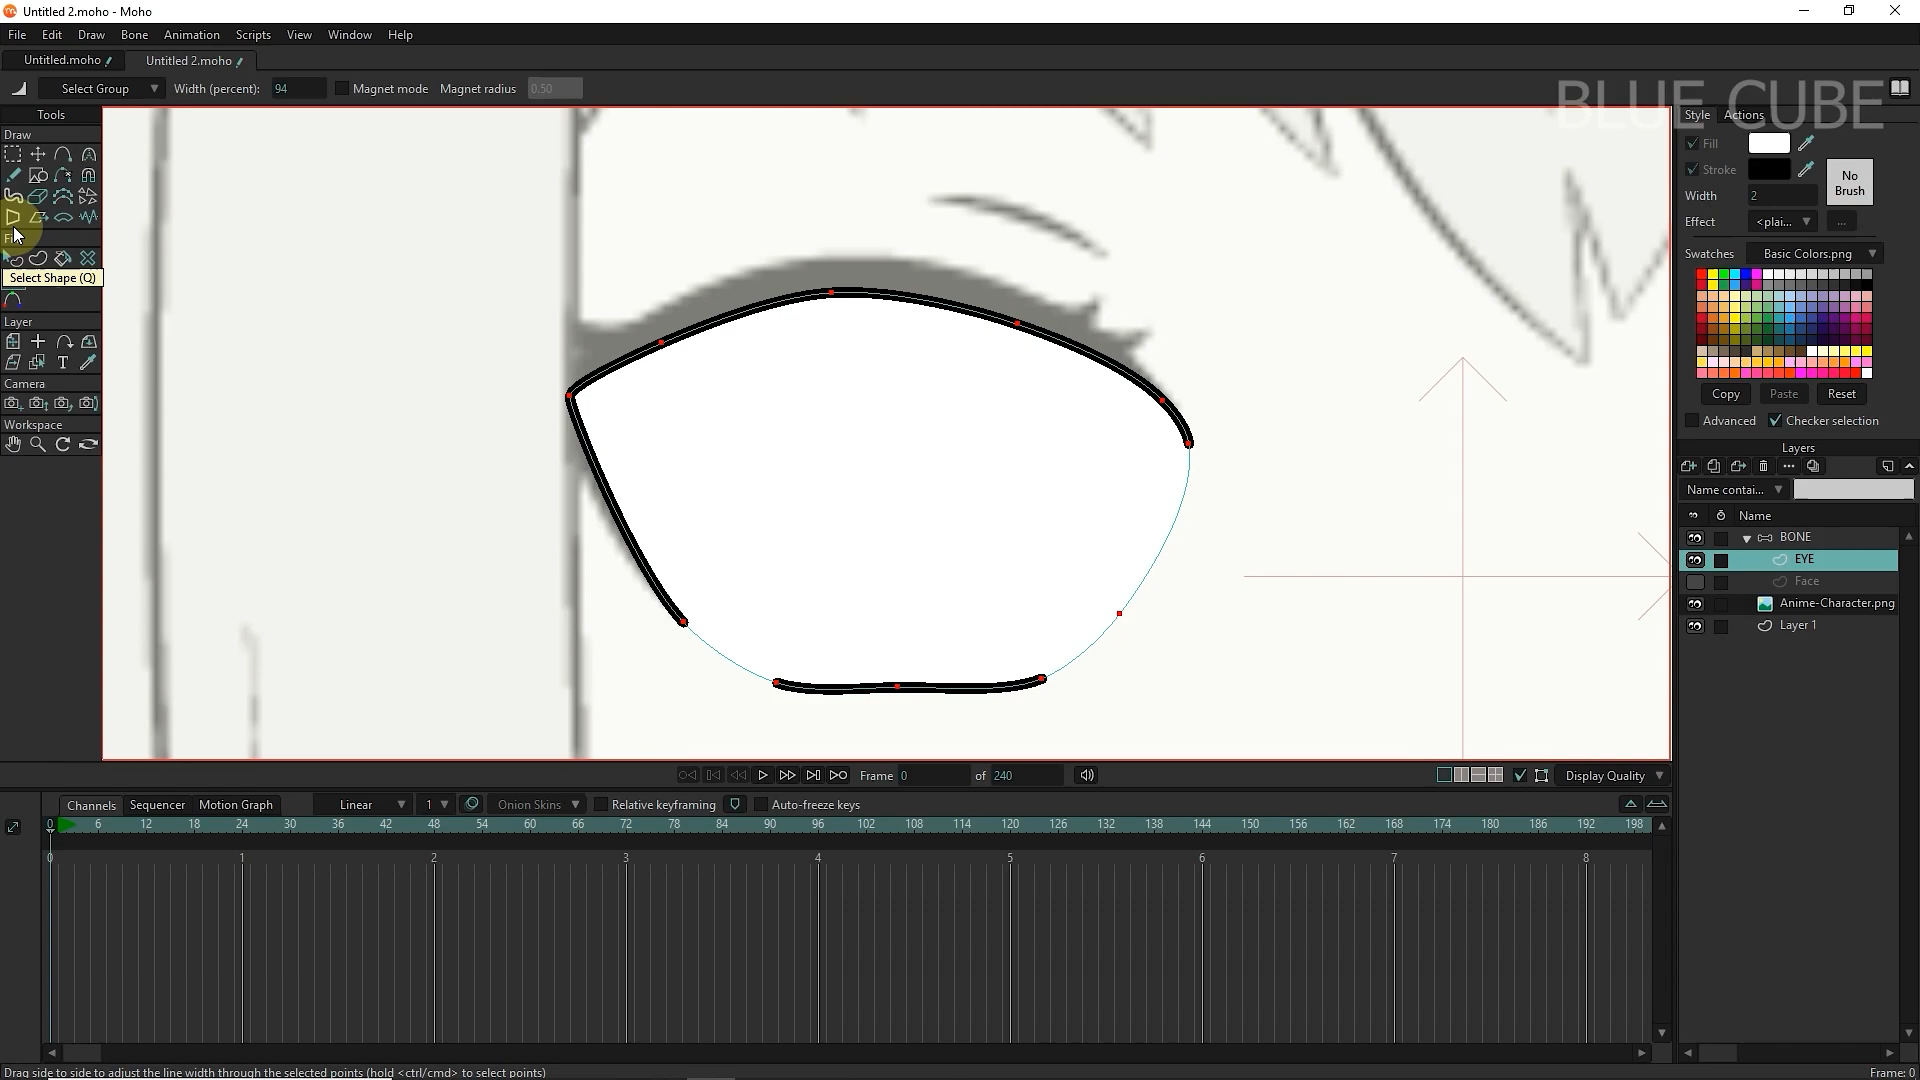 Untitled 2.moho - Moho
File Edit Draw Bone Animation Scripts View Window Help
Untitled.moho Untitled 2.moho
Select Group Width (percent): 94 Magnet mode Magnet radius 0.50
BLUE CUBE
Tools
Draw
Select Shape (Q)
Layer
Camera
Workspace
Style Actions
Fill
Stroke
No Brush
Width 2
Effect <plai... ...
Swatches Basic Colors.png
Copy Paste Reset
Advanced Checker selection
Layers
Name contai...
Name
BONE
EYE
Face
Anime-Character.png
Layer 1
Frame 0 of 240 Display Quality
Channels Sequencer Motion Graph Linear 1 Onion Skins Relative keyframing Auto-freeze keys
0 6 12 18 24 30 36 42 48 54 60 66 72 78 84 90 96 102 108 114 120 126 132 138 144 150 156 162 168 174 180 186 192 198
0 1 2 3 4 5 6 7 8
Drag side to side to adjust the line width through the selected points (hold <ctrl/cmd> to select points) Frame: 0